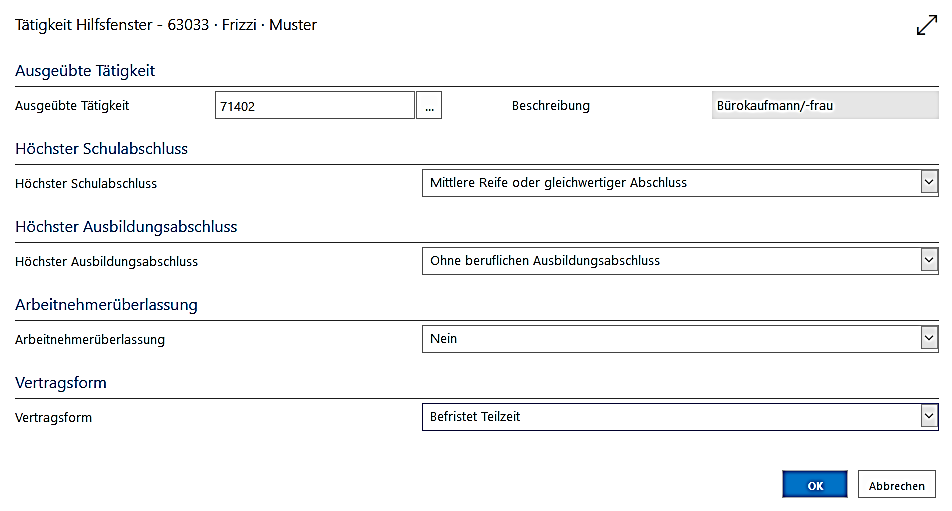 Tätigkeit Hilfsfenster - 63033 · Frizzi · Muster
Ausgeübte Tätigkeit
Ausgeübte Tätigkeit 71402 ... Beschreibung Bürokaufmann/-frau
Höchster Schulabschluss
Höchster Schulabschluss Mittlere Reife oder gleichwertiger Abschluss
Höchster Ausbildungsabschluss
Höchster Ausbildungsabschluss Ohne beruflichen Ausbildungsabschluss
Arbeitnehmerüberlassung
Arbeitnehmerüberlassung Nein
Vertragsform
Vertragsform Befristet Teilzeit
OK Abbrechen